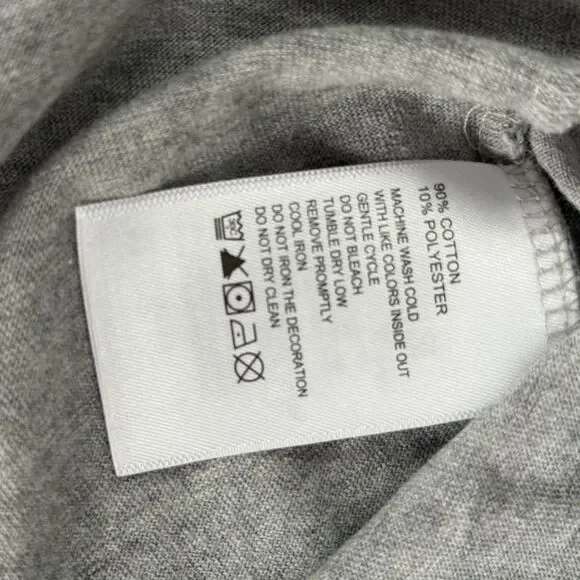 90% COTTON
10% POLYESTER
MACHINE WASH COLD
WITH LIKE COLORS INSIDE OUT
GENTLE CYCLE
DO NOT BLEACH
TUMBLE DRY LOW
REMOVE PROMPTLY
COOL IRON
DO NOT IRON THE DECORATION
DO NOT DRY CLEAN